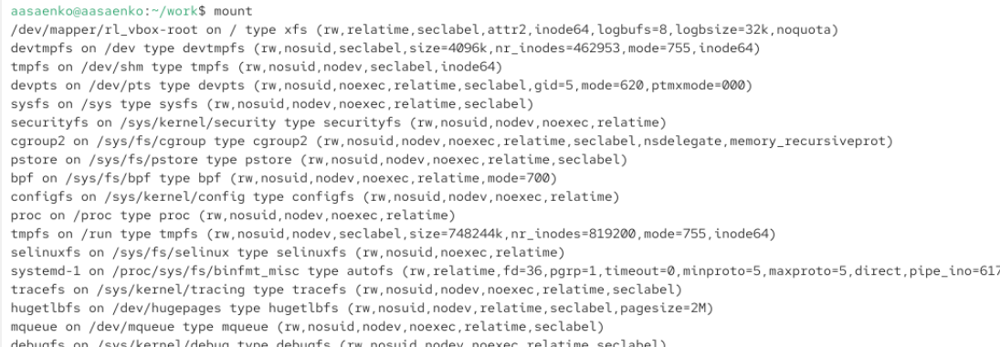 aasaenko@aasaenko:~/work$ mount
/dev/mapper/rl_vbox-root on / type xfs (rw,relatime,seclabel,attr2,inode64,logbufs=8,logbsize=32k,noquota)
devtmpfs on /dev type devtmpfs (rw,nosuid,seclabel,size=4096k,nr_inodes=462953,mode=755,inode64)
tmpfs on /dev/shm type tmpfs (rw,nosuid,nodev,seclabel,inode64)
devpts on /dev/pts type devpts (rw,nosuid,noexec,relatime,seclabel,gid=5,mode=620,ptmxmode=000)
sysfs on /sys type sysfs (rw,nosuid,nodev,noexec,relatime,seclabel)
securityfs on /sys/kernel/security type securityfs (rw,nosuid,nodev,noexec,relatime)
cgroup2 on /sys/fs/cgroup type cgroup2 (rw,nosuid,nodev,noexec,relatime,seclabel,nsdelegate,memory_recursiveprot)
pstore on /sys/fs/pstore type pstore (rw,nosuid,nodev,noexec,relatime,seclabel)
bpf on /sys/fs/bpf type bpf (rw,nosuid,nodev,noexec,relatime,mode=700)
configfs on /sys/kernel/config type configfs (rw,nosuid,nodev,noexec,relatime)
proc on /proc type proc (rw,nosuid,nodev,noexec,relatime)
tmpfs on /run type tmpfs (rw,nosuid,nodev,seclabel,size=748244k,nr_inodes=819200,mode=755,inode64)
selinuxfs on /sys/fs/selinux type selinuxfs (rw,nosuid,noexec,relatime)
systemd-1 on /proc/sys/fs/binfmt_misc type autofs (rw,relatime,fd=36,pgrp=1,timeout=0,minproto=5,maxproto=5,direct,pipe_ino=617
tracefs on /sys/kernel/tracing type tracefs (rw,nosuid,nodev,noexec,relatime,seclabel)
hugetlbfs on /dev/hugepages type hugetlbfs (rw,nosuid,nodev,relatime,seclabel,pagesize=2M)
mqueue on /dev/mqueue type mqueue (rw,nosuid,nodev,noexec,relatime,seclabel)
debugfs on /sys/kernel/debug type debugfs (rw,nosuid,nodev,noexec,relatime,seclabel)